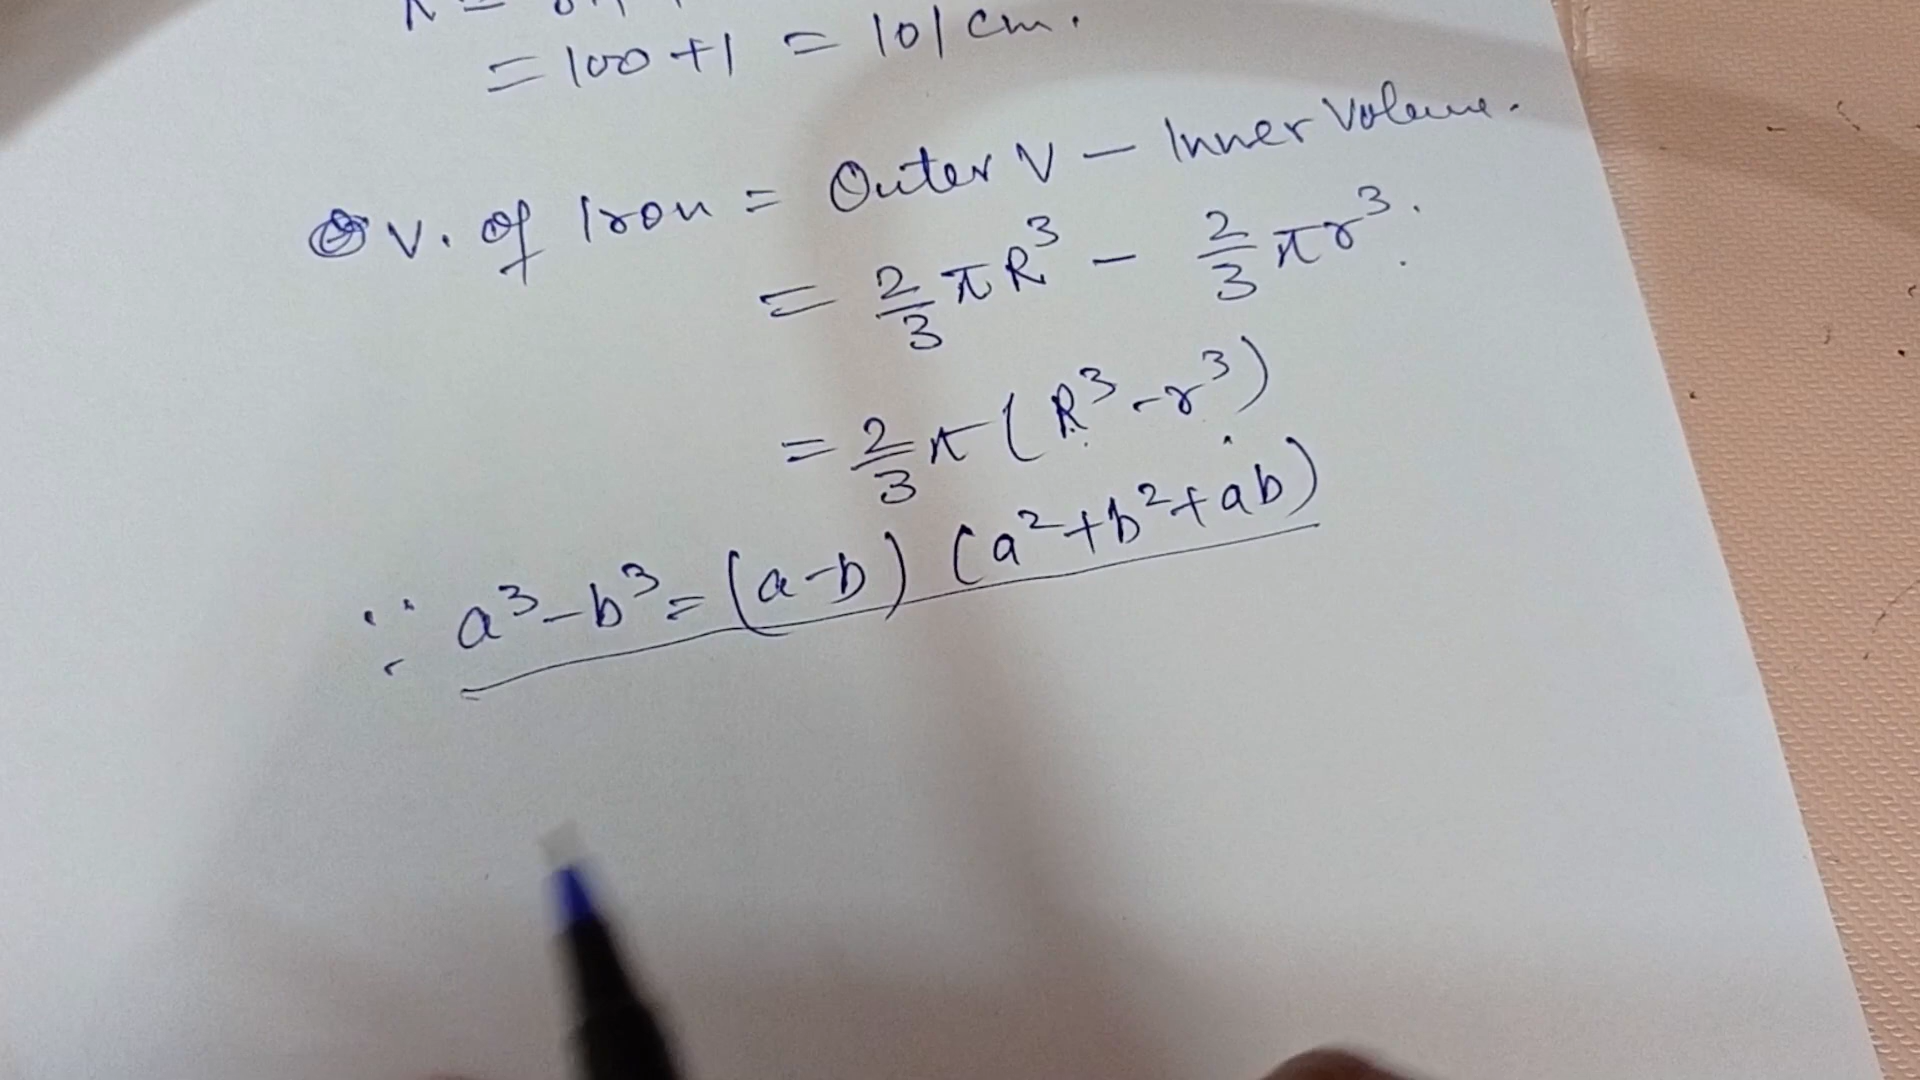 = 100 + 1 = 101 cm.
V. of Iron = Outer V - Inner Volume.
= 2/3 πR³ - 2/3 πr³.
= 2/3 π (R³ - r³)
∵ a³ - b³ = (a - b) (a² + b² + ab)